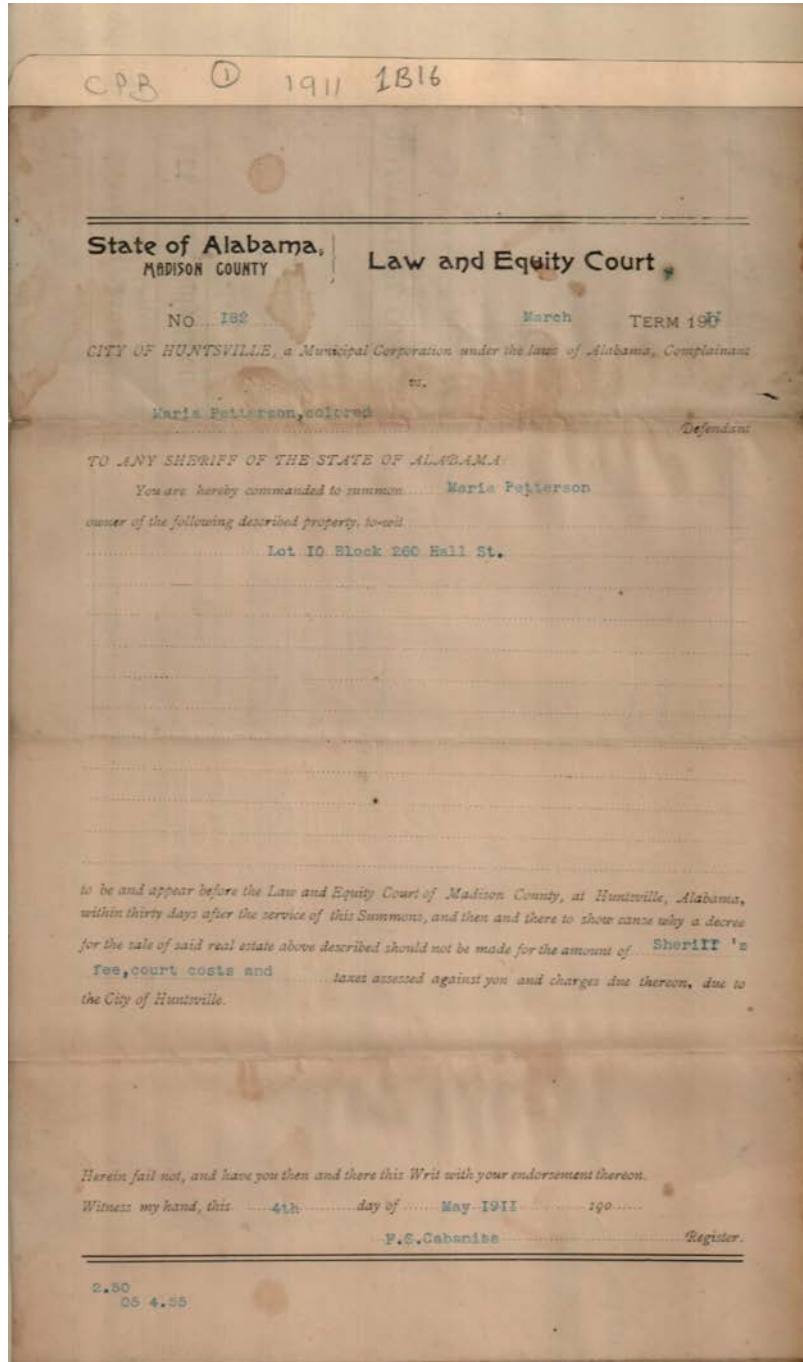 CPB ① 1911 1B16
State of Alabama, Law and Equity Court,
MADISON COUNTY
No. 182 March TERM 190
CITY OF HUNTSVILLE, a Municipal Corporation under the laws of Alabama, Complainant
vs.
Maria Petterson,colored
Defendant
TO ANY SHERIFF OF THE STATE OF ALABAMA:
You are hereby commanded to summon Maria Petterson
owner of the following described property, to-wit
Lot IO Block 260 Hall St.
to be and appear before the Law and Equity Court of Madison County, at Huntsville, Alabama,
within thirty days after the service of this Summons, and then and there to show cause why a decree
for the sale of said real estate above described should not be made for the amount of Sheriff 's
fee,court costs and taxes assessed against you and charges due thereon, due to
the City of Huntsville.
Herein fail not, and have you then and there this Writ with your endorsement thereon.
Witness my hand, this 4th day of May I9II 190
F.S.Cabaniss Register.
2.50
05 4.55